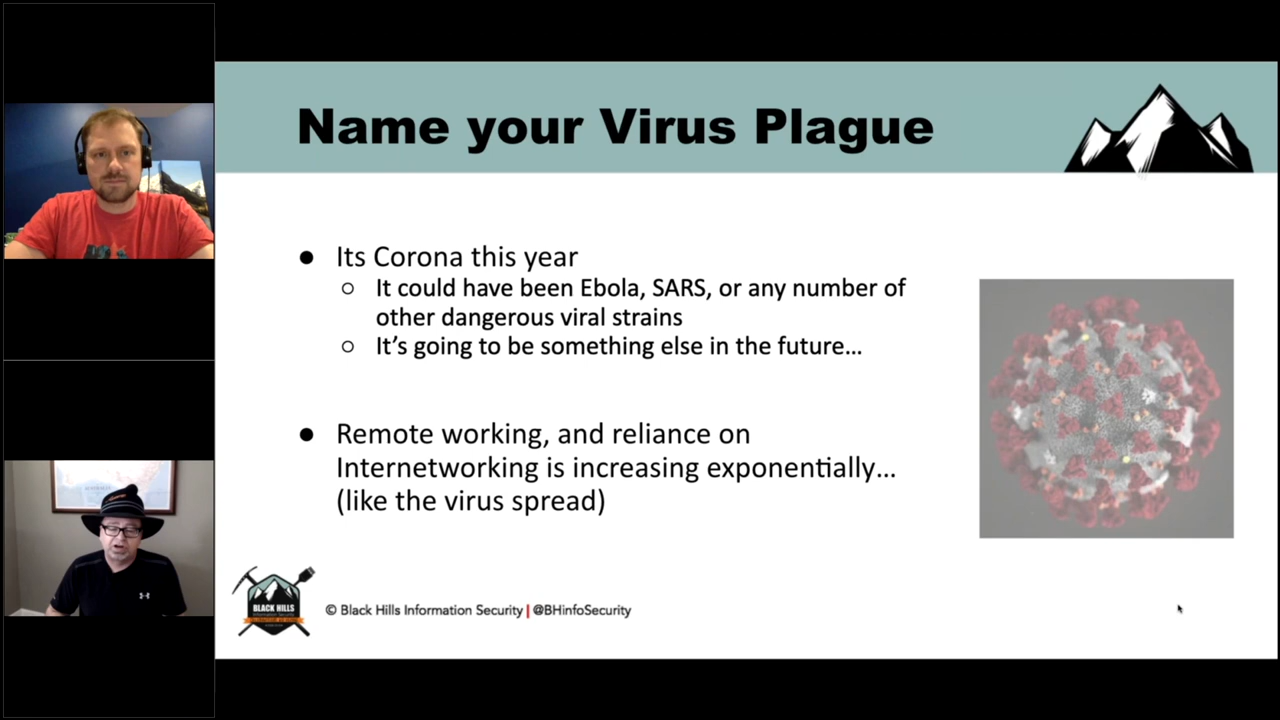 Name your Virus Plague
● Its Corona this year
○ It could have been Ebola, SARS, or any number of
other dangerous viral strains
○ It’s going to be something else in the future…
● Remote working, and reliance on
Internetworking is increasing exponentially…
(like the virus spread)
BLACK HILLS
Information Security
© Black Hills Information Security | @BHinfoSecurity